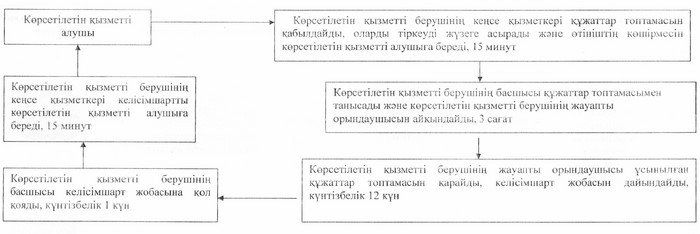 Көрсетілетін қызметті
алушы
Көрсетілетін қызметті берушінің кеңсе қызметкері құжаттар топтамасын
қабылдайды, оларды тіркеуді жүзеге асырады және өтініштің көшірмесін
көрсетілетін қызметті алушыға береді, 15 минут
Көрсетілетін қызметті берушінің басшысы құжаттар топтамасымен
танысады және көрсетілетін қызметті берушінің жауапты
орындаушысын айқындайды, 3 сағат
Көрсетілетін қызметті берушінің жауапты орындаушысы ұсынылған
құжаттар топтамасын қарайды, келісімшарт жобасын дайындайды,
күнтізбелік 12 күн
Көрсетілетін қызметті берушінің
басшысы келісімшарт жобасына қол
қояды, күнтізбелік 1 күн
Көрсетілетін қызметті берушінің
кеңсе қызметкері келісімшартты
көрсетілетін қызметті алушыға
береді, 15 минут